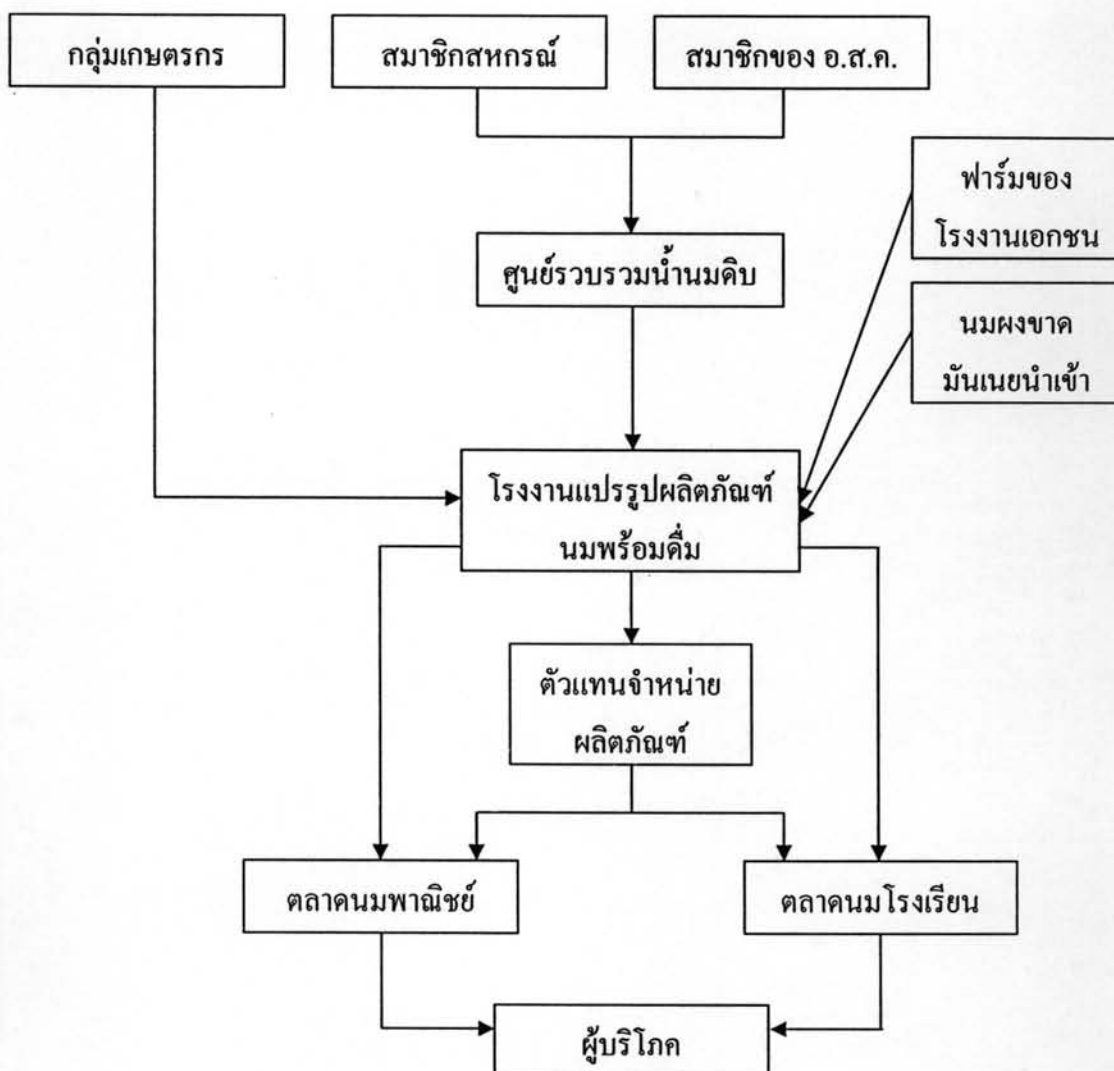 กลุ่มเกษตรกร
สมาชิกสหกรณ์
สมาชิกของ อ.ส.ค.
ฟาร์มของ
โรงงานเอกชน
ศูนย์รวบรวมน้ำนมดิบ
นมผงขาด
มันเนยนำเข้า
โรงงานแปรรูปผลิตภัณฑ์
นมพร้อมดื่ม
ตัวแทนจำหน่าย
ผลิตภัณฑ์
ตลาดนมพาณิชย์
ตลาดนมโรงเรียน
ผู้บริโภค